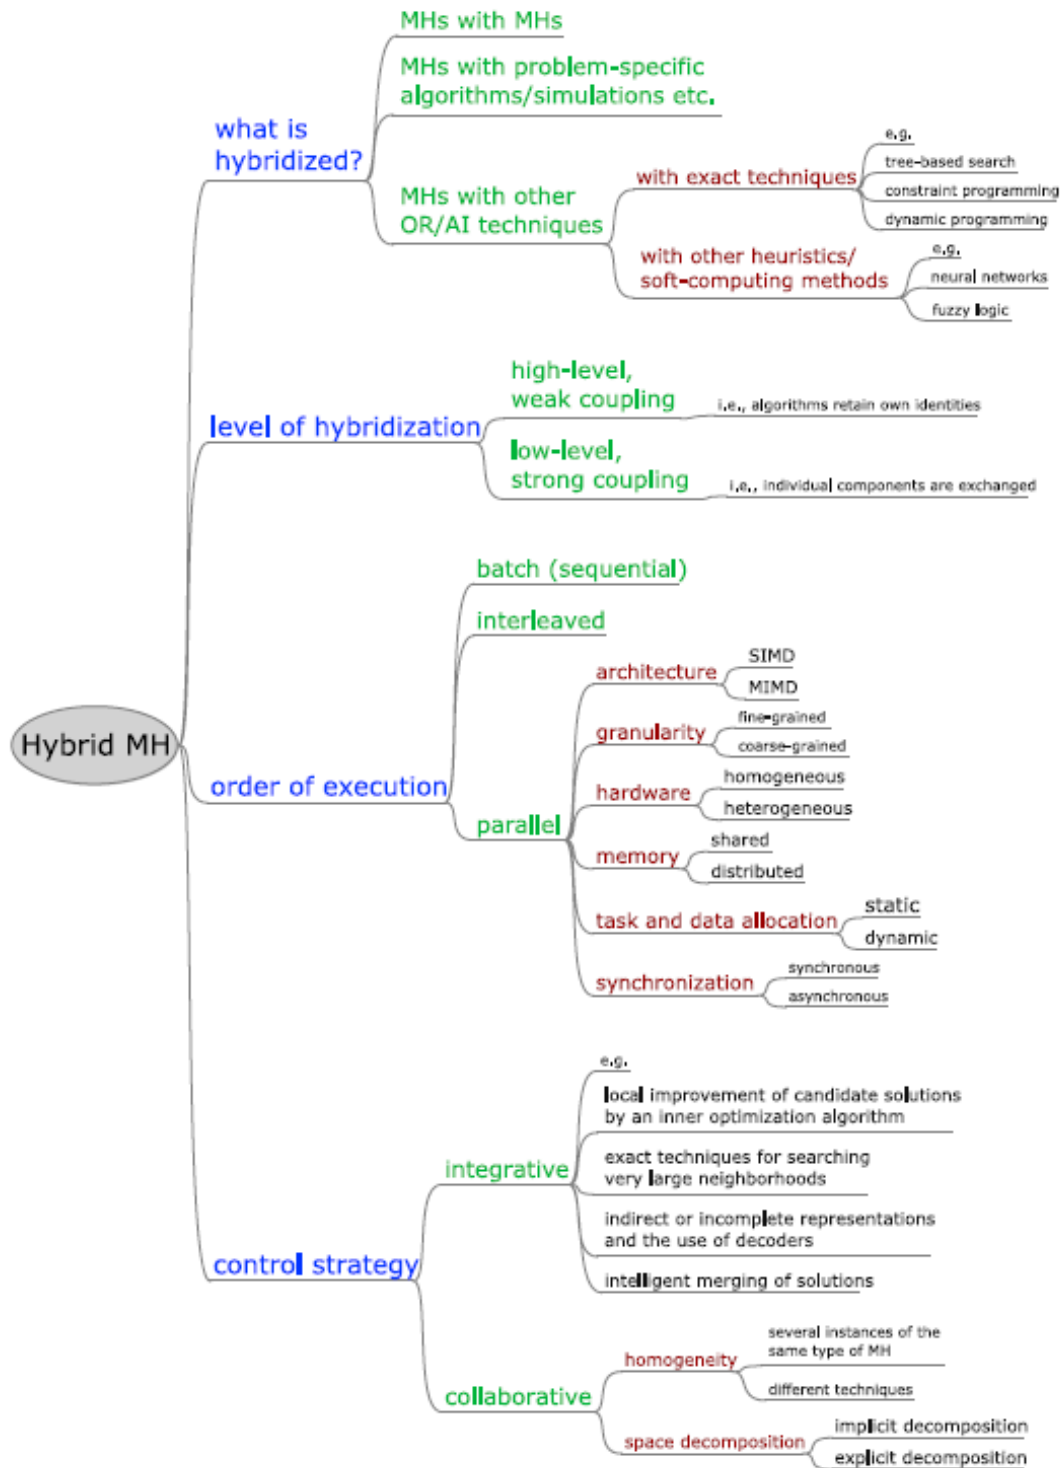 MHs with MHs
MHs with problem-specific
algorithms/simulations etc.
what is
hybridized?
MHs with other
OR/AI techniques
with exact techniques
e.g.
tree-based search
constraint programming
dynamic programming
with other heuristics/
soft-computing methods
e.g.
neural networks
fuzzy logic
level of hybridization
high-level,
weak coupling
i.e., algorithms retain own identities
low-level,
strong coupling
i.e., individual components are exchanged
Hybrid MH
order of execution
batch (sequential)
interleaved
parallel
architecture
SIMD
MIMD
granularity
fine-grained
coarse-grained
hardware
homogeneous
heterogeneous
memory
shared
distributed
task and data allocation
static
dynamic
synchronization
synchronous
asynchronous
control strategy
integrative
e.g.
local improvement of candidate solutions
by an inner optimization algorithm
exact techniques for searching
very large neighborhoods
indirect or incomplete representations
and the use of decoders
intelligent merging of solutions
collaborative
homogeneity
several instances of the
same type of MH
different techniques
space decomposition
implicit decomposition
explicit decomposition